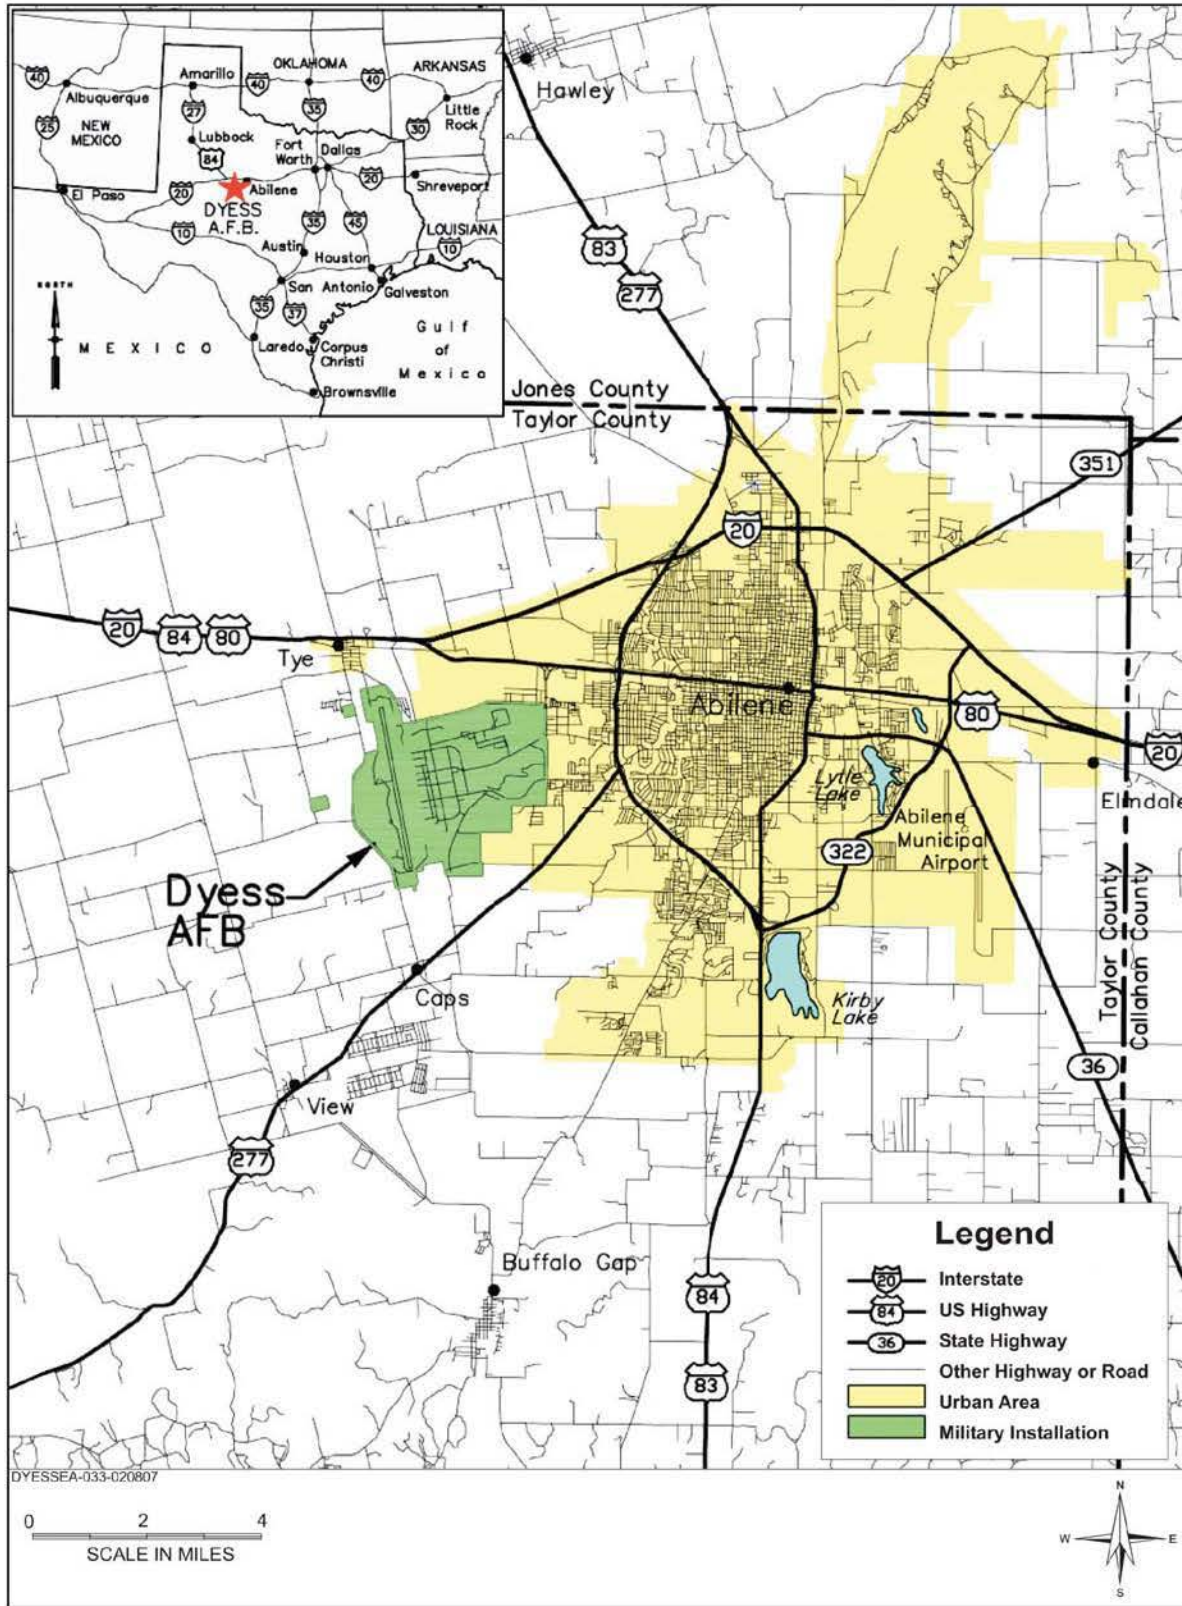 40
Amarillo
OKLAHOMA
ARKANSAS
40
40
Albuquerque
27
35
Little
Rock
25
NEW
MEXICO
Lubbock
30
84
Fort
Worth
Dallas
20
El Paso
20
Abilene
Shreveport
DYESS
A.F.B.
10
35
45
LOUISIANA
Austin
Houston
10
NORTH
San Antonio
Galveston
35
37
Gulf
of
Mexico
MEXICO
Laredo
Corpus
Christi
Brownsville
Hawley
83
277
Jones County
Taylor County
351
20
20
84
80
Tye
Abilene
80
20
Lytle
Lake
Elmdale
Abilene
Municipal
Airport
322
Dyess
AFB
Taylor County
Callahan County
Caps
Kirby
Lake
36
View
277
Buffalo Gap
84
83
Legend
20 Interstate
84 US Highway
36 State Highway
Other Highway or Road
Urban Area
Military Installation
DYESSEA-033-020807
0 2 4
SCALE IN MILES
N
W E
S